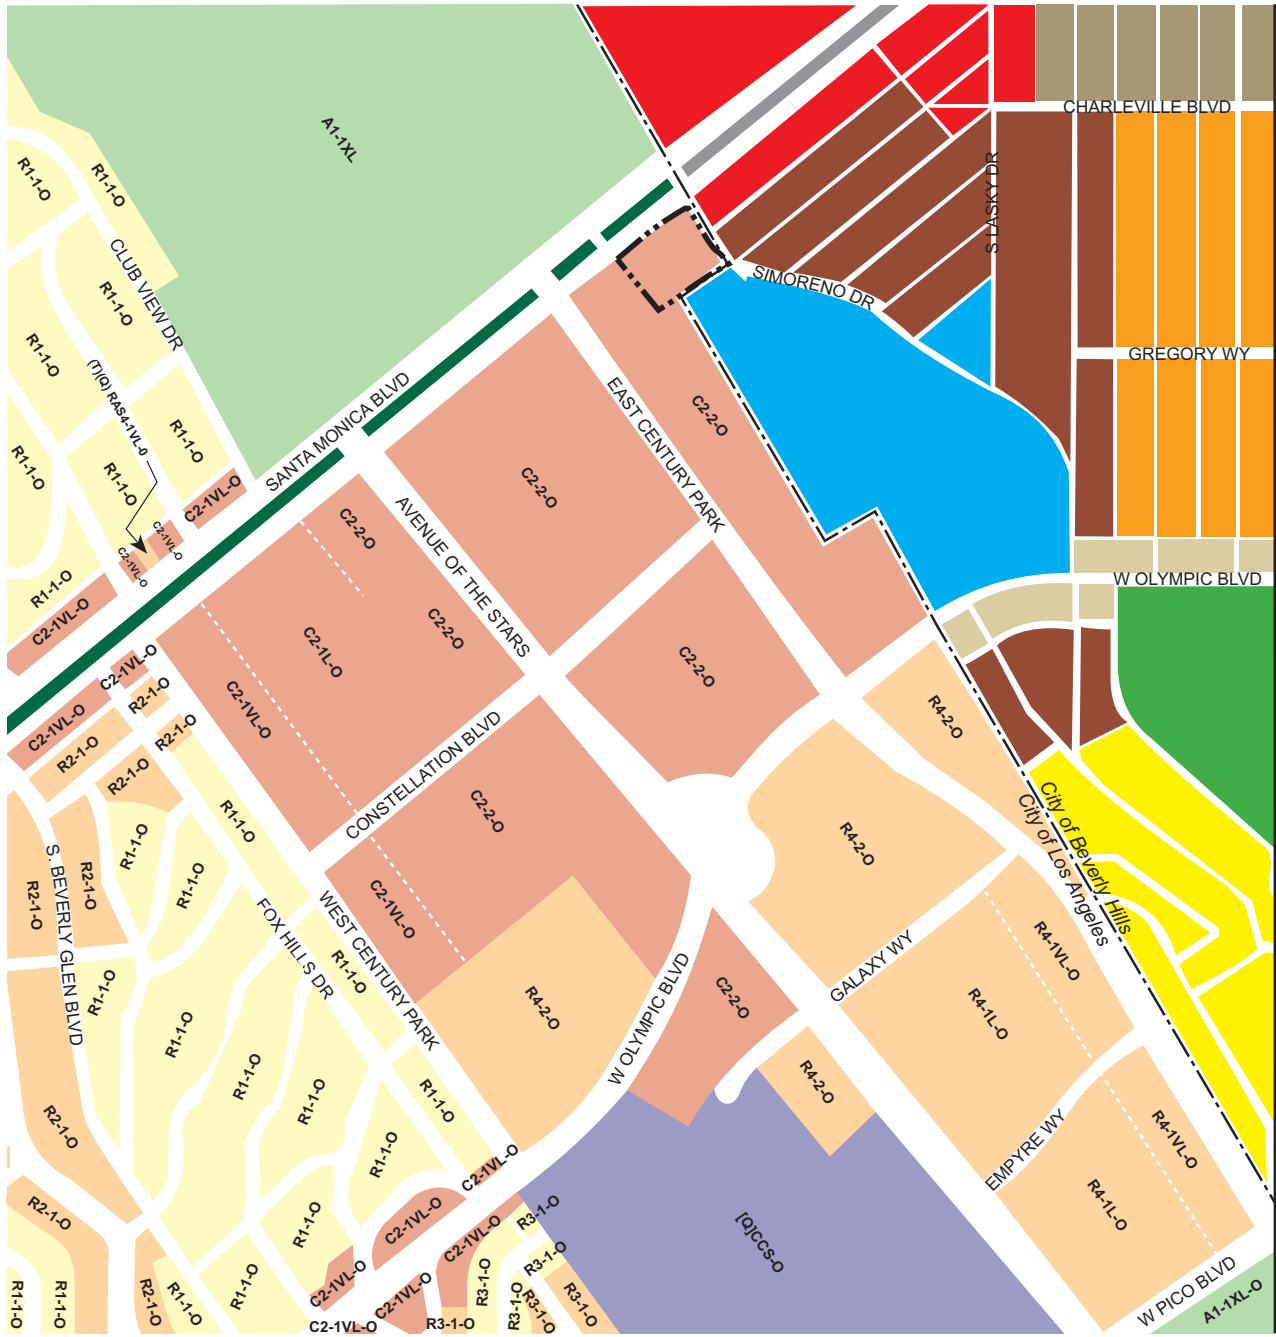 CHARLEVILLE BLVD
A1-1XL
R1-1-O
R1-1-O
S LASKY DR
CLUB VIEW DR
SIMORENO DR
R1-1-O
R1-1-O
GREGORY WY
(T)(Q) RAS4-1VL-0
SANTA MONICA BLVD
EAST CENTURY PARK
C2-2-O
R1-1-O
R1-1-O
R1-1-O
C2-2-O
C2-1VL-O
C2-2-O
AVENUE OF THE STARS
C2-1VL-O
C2-1VL-O
R1-1-O
C2-1VL-O
W OLYMPIC BLVD
C2-2-O
C2-1L-O
C2-1VL-O
C2-2-O
R2-1-O
C2-1VL-O
C2-1VL-O
R2-1-O
R2-1-O
R4-2-O
R2-1-O
CONSTELLATION BLVD
C2-2-O
R1-1-O
R1-1-O
R4-2-O
City of Beverly Hills
City of Los Angeles
S. BEVERLY GLEN BLVD
R2-1-O
R2-1-O
R1-1-O
C2-1VL-O
WEST CENTURY PARK
FOX HILLS DR
R1-1-O
R1-1-O
R4-1VL-O
GALAXY WY
C2-2-O
R4-2-O
W OLYMPIC BLVD
R4-1L-O
R1-1-O
R1-1-O
R1-1-O
R1-1-O
R4-2-O
R2-1-O
R1-1-O
EMPYRE WY
R4-1VL-O
C2-1VL-O
R4-1L-O
R2-1-O
R1-1-O
C2-1VL-O
R3-1-O
C2-1VL-O
[Q]CCS-O
R3-1-O
C2-1VL-O
R1-1-O
R3-1-O
W PICO BLVD
A1-1XL-O
R1-1-O
R1-1-O
R2-1-O
R1-1-O
C2-1VL-O
R3-1-O
R3-1-O
R3-1-O
C2-1VL-O
R3-1-O